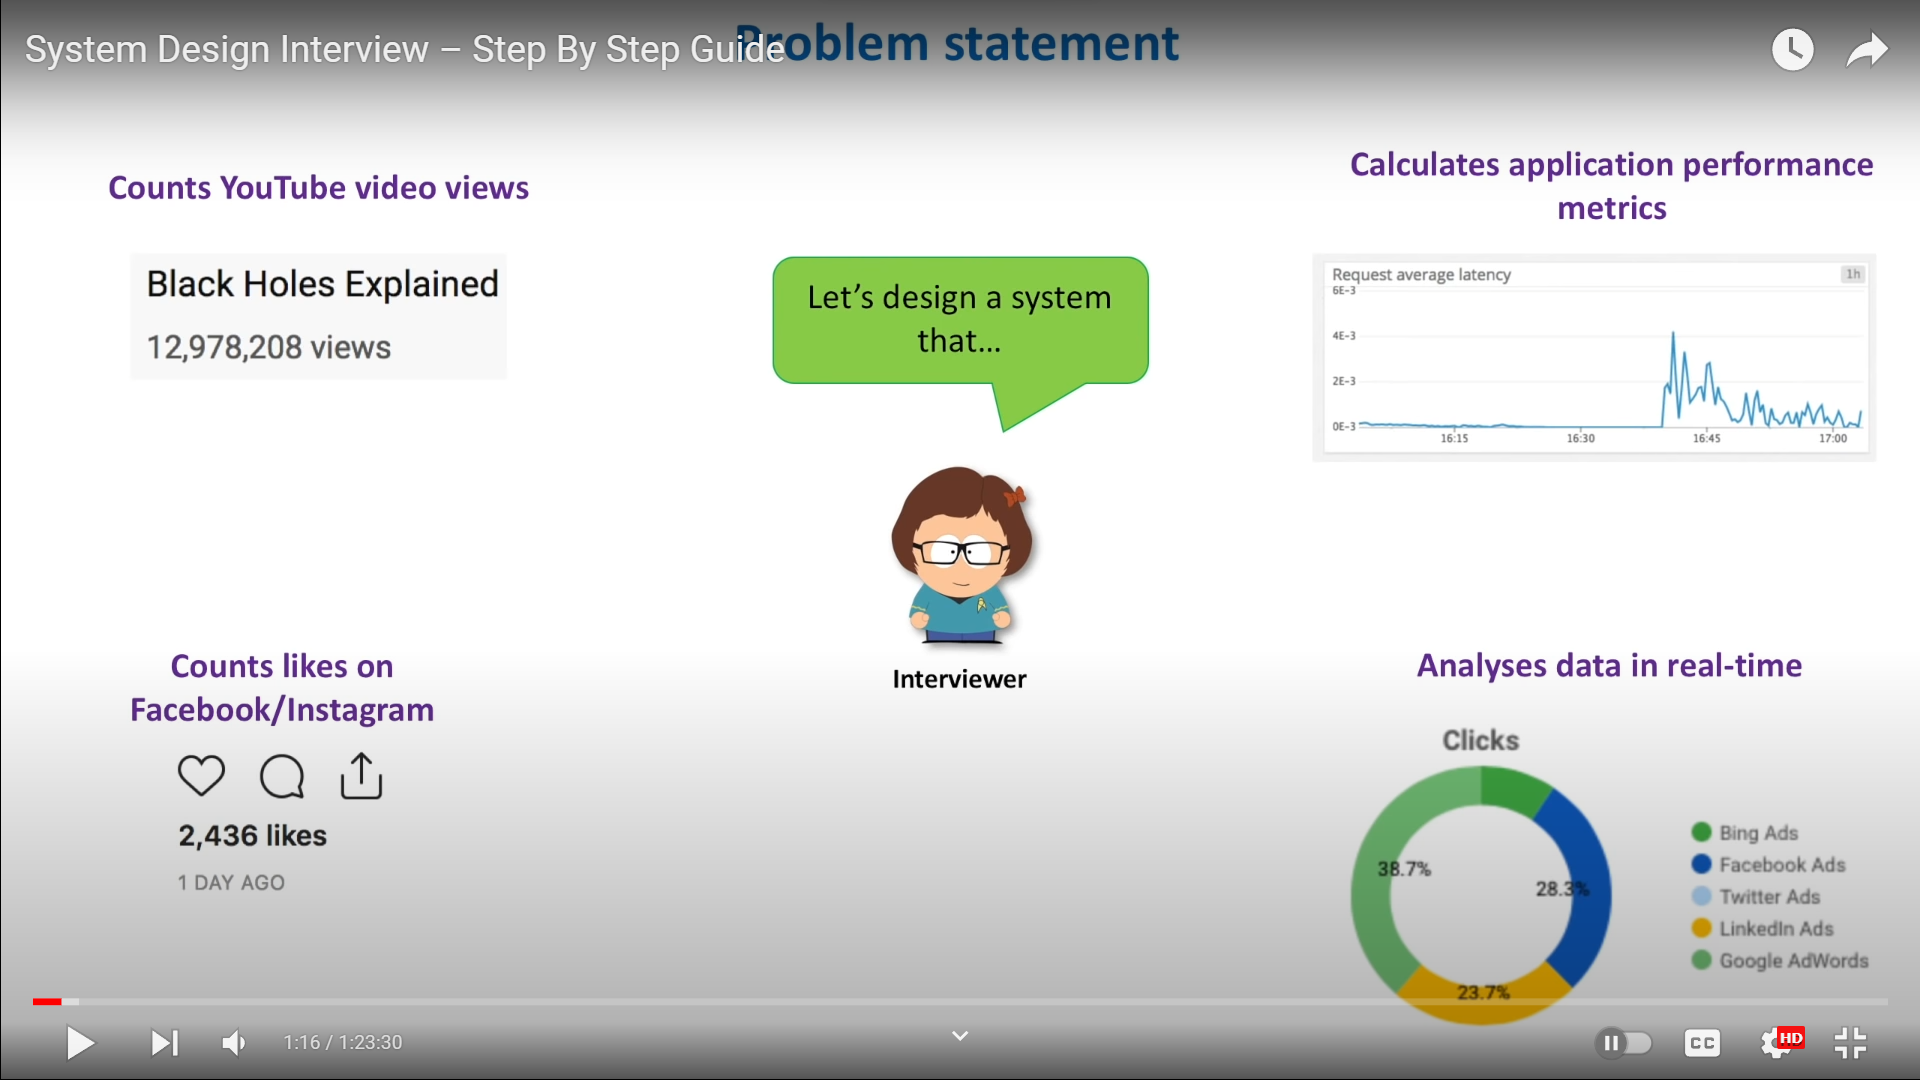 System Design Interview – Step By Step Guide
Problem statement
Counts YouTube video views
Black Holes Explained
12,978,208 views
Let’s design a system
that...
Interviewer
Calculates application performance
metrics
Request average latency
1h
6E-3
4E-3
2E-3
0E-3
16:15
16:30
16:45
17:00
Counts likes on
Facebook/Instagram
2,436 likes
1 DAY AGO
Analyses data in real-time
Clicks
38.7%
28.3%
23.7%
Bing Ads
Facebook Ads
Twitter Ads
LinkedIn Ads
Google AdWords
1:16 / 1:23:30
CC
HD